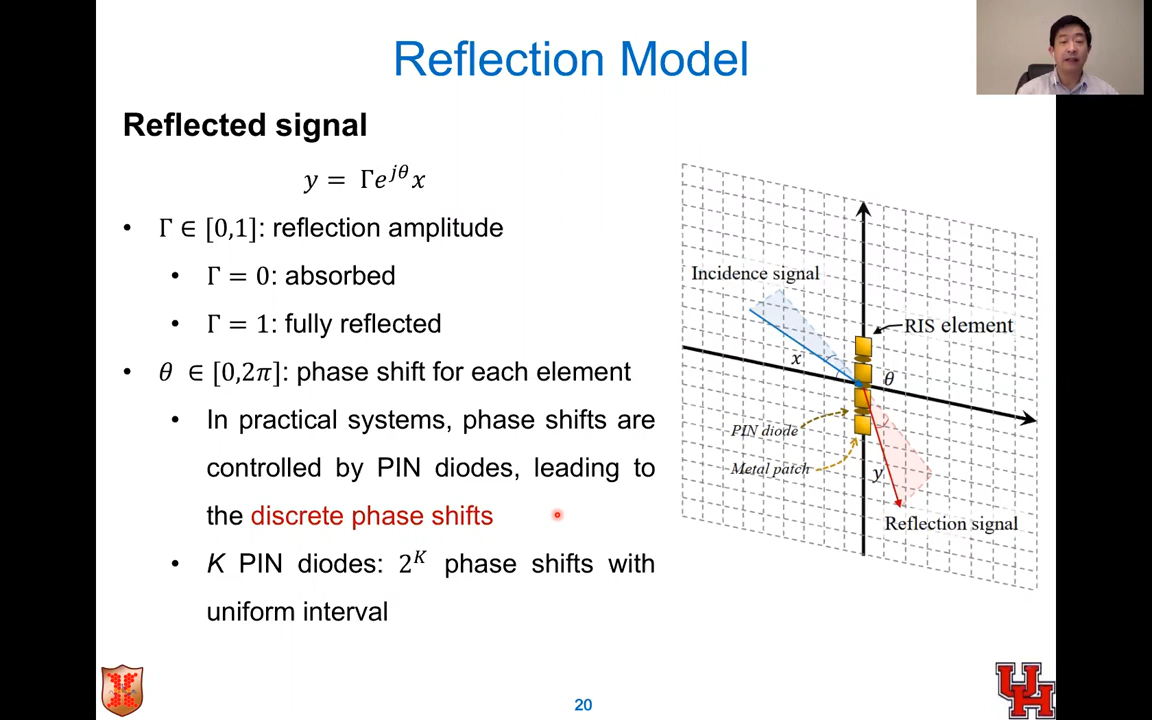 Reflection Model
Reflected signal
y = Γe^{jθ}x
• Γ ∈ [0,1]: reflection amplitude
• Γ = 0: absorbed
• Γ = 1: fully reflected
• θ ∈ [0,2π]: phase shift for each element
• In practical systems, phase shifts are
controlled by PIN diodes, leading to
the discrete phase shifts
• K PIN diodes: 2^K phase shifts with
uniform interval
Incidence signal
RIS element
x
θ
PIN diode
Metal patch
y
Reflection signal
20
UH